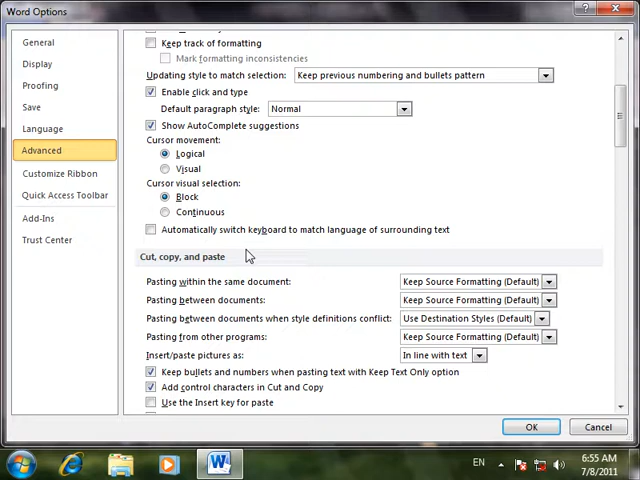 Word Options
General
Display
Proofing
Save
Language
Advanced
Customize Ribbon
Quick Access Toolbar
Add-Ins
Trust Center
Keep track of formatting
Mark formatting inconsistencies
Updating style to match selection: Keep previous numbering and bullets pattern
Enable click and type
Default paragraph style: Normal
Show AutoComplete suggestions
Cursor movement:
Logical
Visual
Cursor visual selection:
Block
Continuous
Automatically switch keyboard to match language of surrounding text
Cut, copy, and paste
Pasting within the same document: Keep Source Formatting (Default)
Pasting between documents: Keep Source Formatting (Default)
Pasting between documents when style definitions conflict: Use Destination Styles (Default)
Pasting from other programs: Keep Source Formatting (Default)
Insert/paste pictures as: In line with text
Keep bullets and numbers when pasting text with Keep Text Only option
Add control characters in Cut and Copy
Use the Insert key for paste
OK Cancel
EN 6:55 AM
7/8/2011